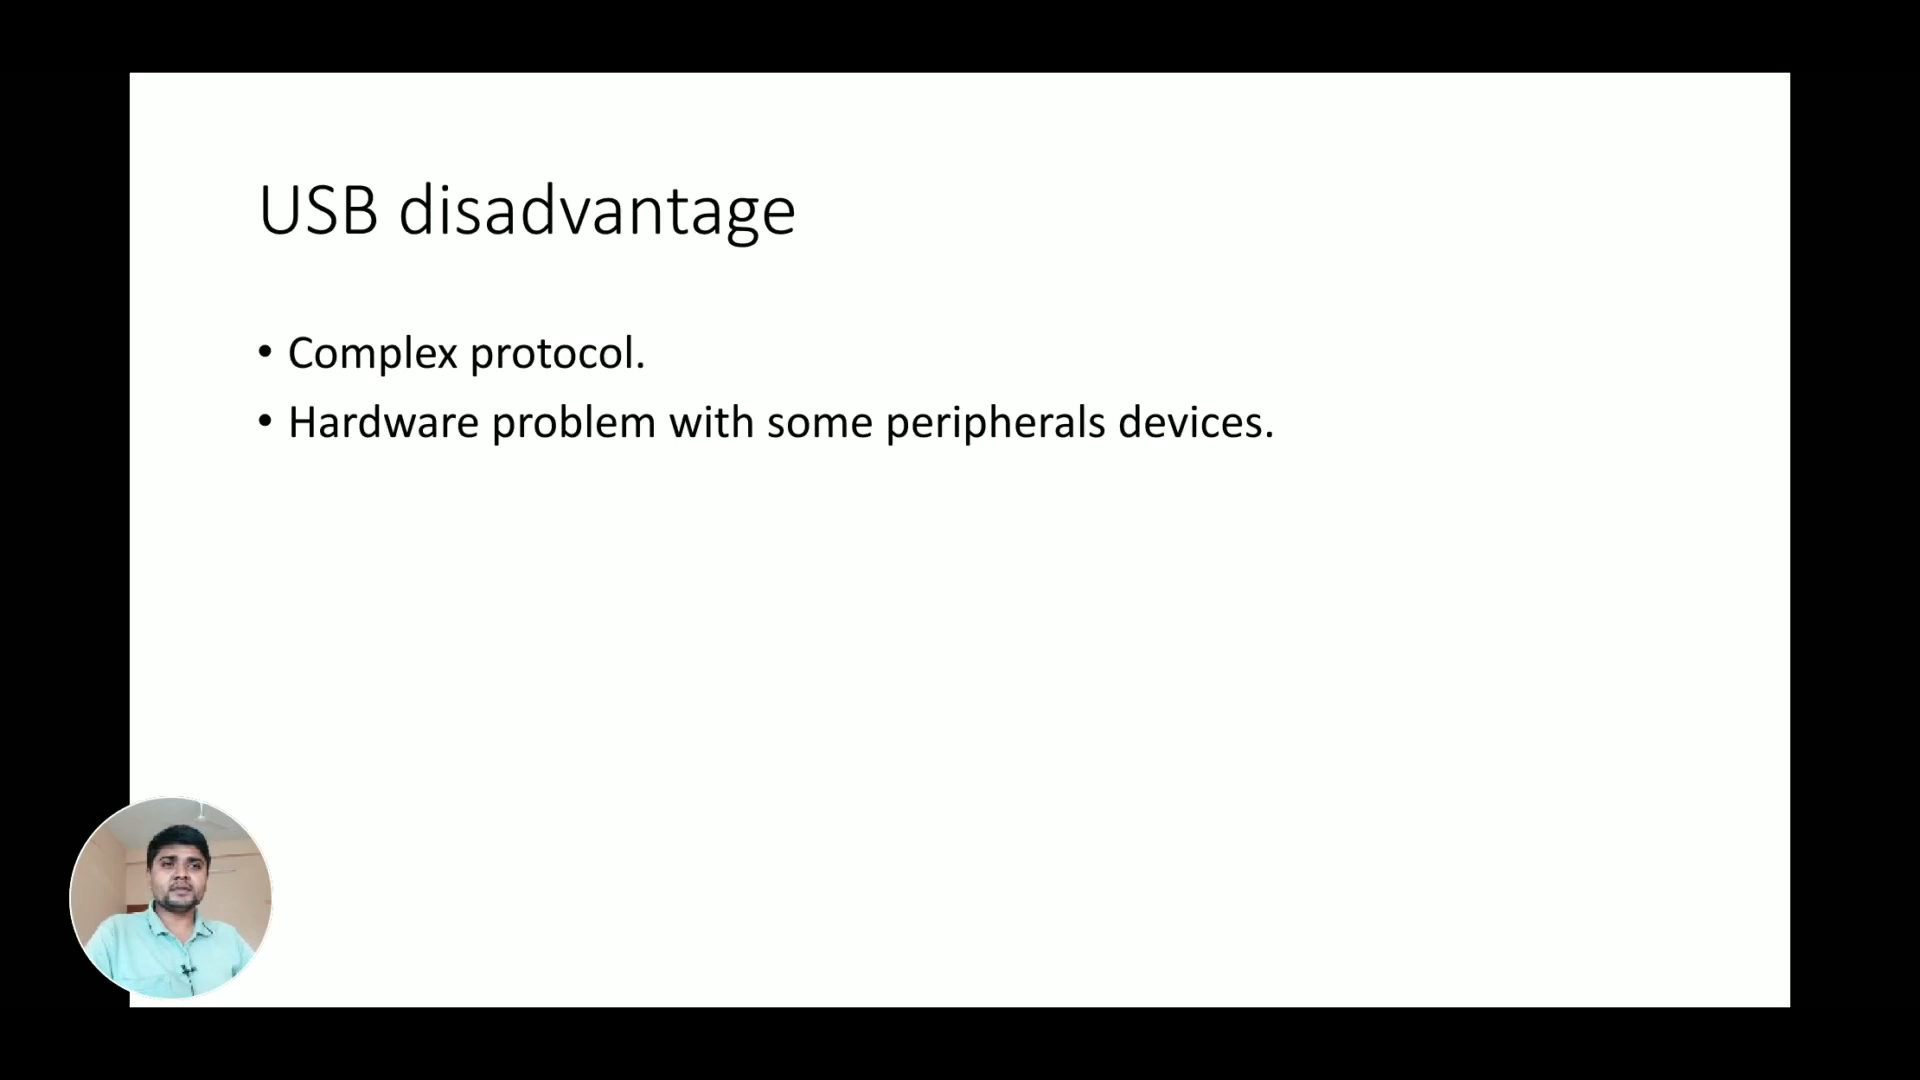 USB disadvantage
• Complex protocol.
• Hardware problem with some peripherals devices.